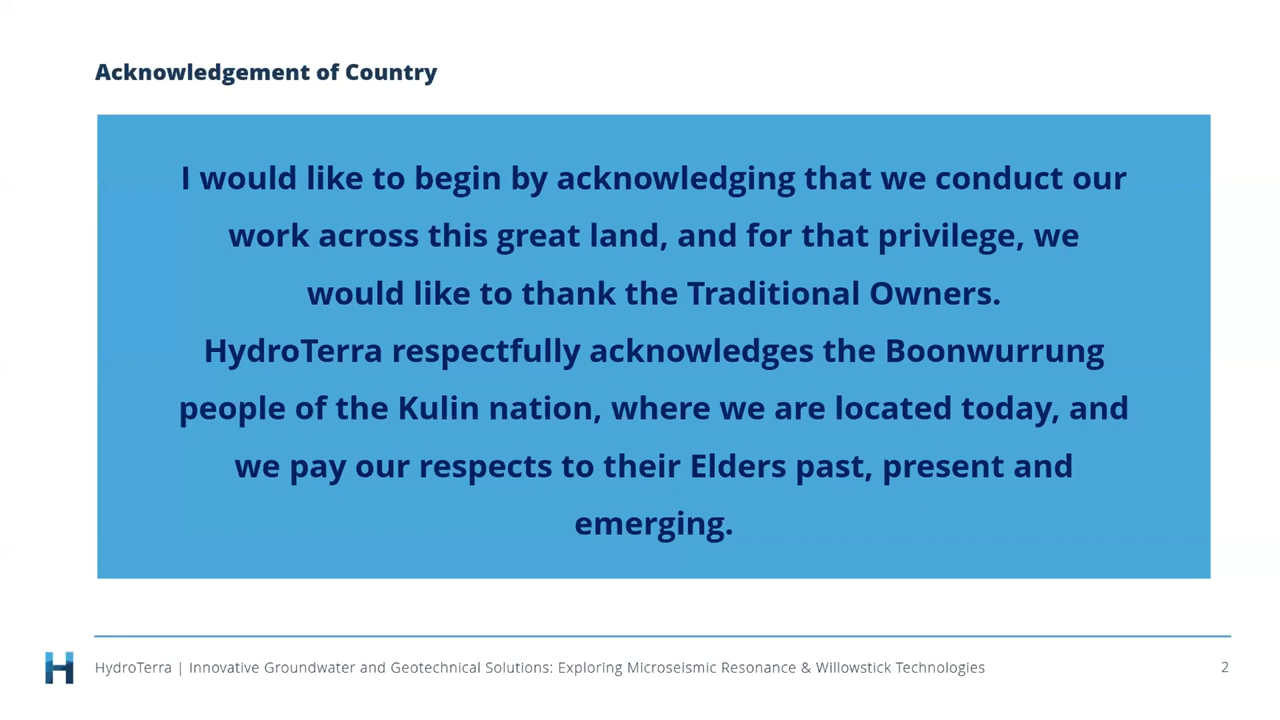 Acknowledgement of Country
I would like to begin by acknowledging that we conduct our
work across this great land, and for that privilege, we
would like to thank the Traditional Owners.
HydroTerra respectfully acknowledges the Boonwurrung
people of the Kulin nation, where we are located today, and
we pay our respects to their Elders past, present and
emerging.
HydroTerra | Innovative Groundwater and Geotechnical Solutions: Exploring Microseismic Resonance & Willowstick Technologies
2